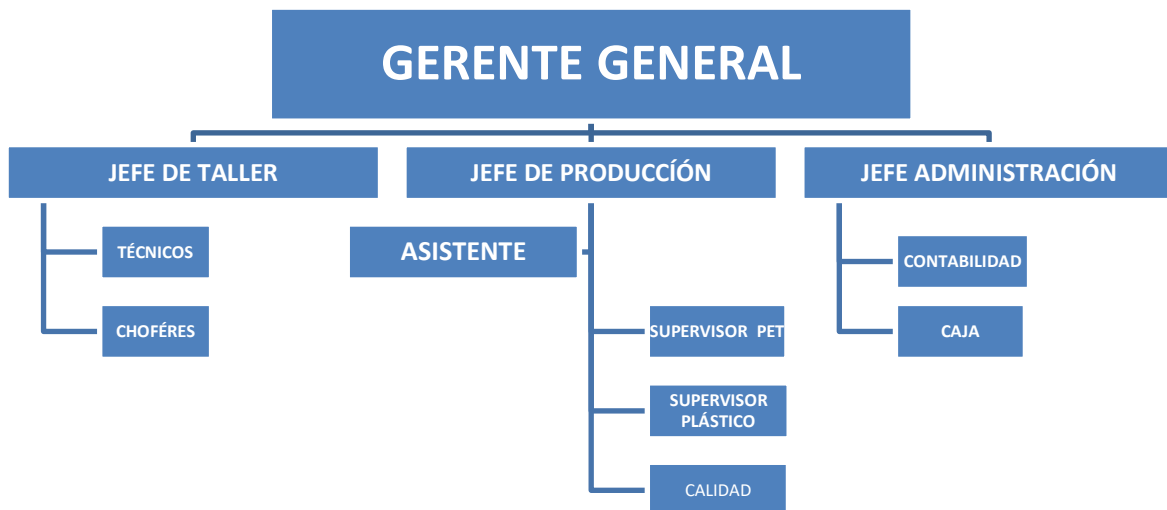 GERENTE GENERAL
JEFE DE TALLER
JEFE DE PRODUCCÍÓN
JEFE ADMINISTRACIÓN
TÉCNICOS
ASISTENTE
CONTABILIDAD
CHOFÉRES
SUPERVISOR PET
CAJA
SUPERVISOR
PLÁSTICO
CALIDAD